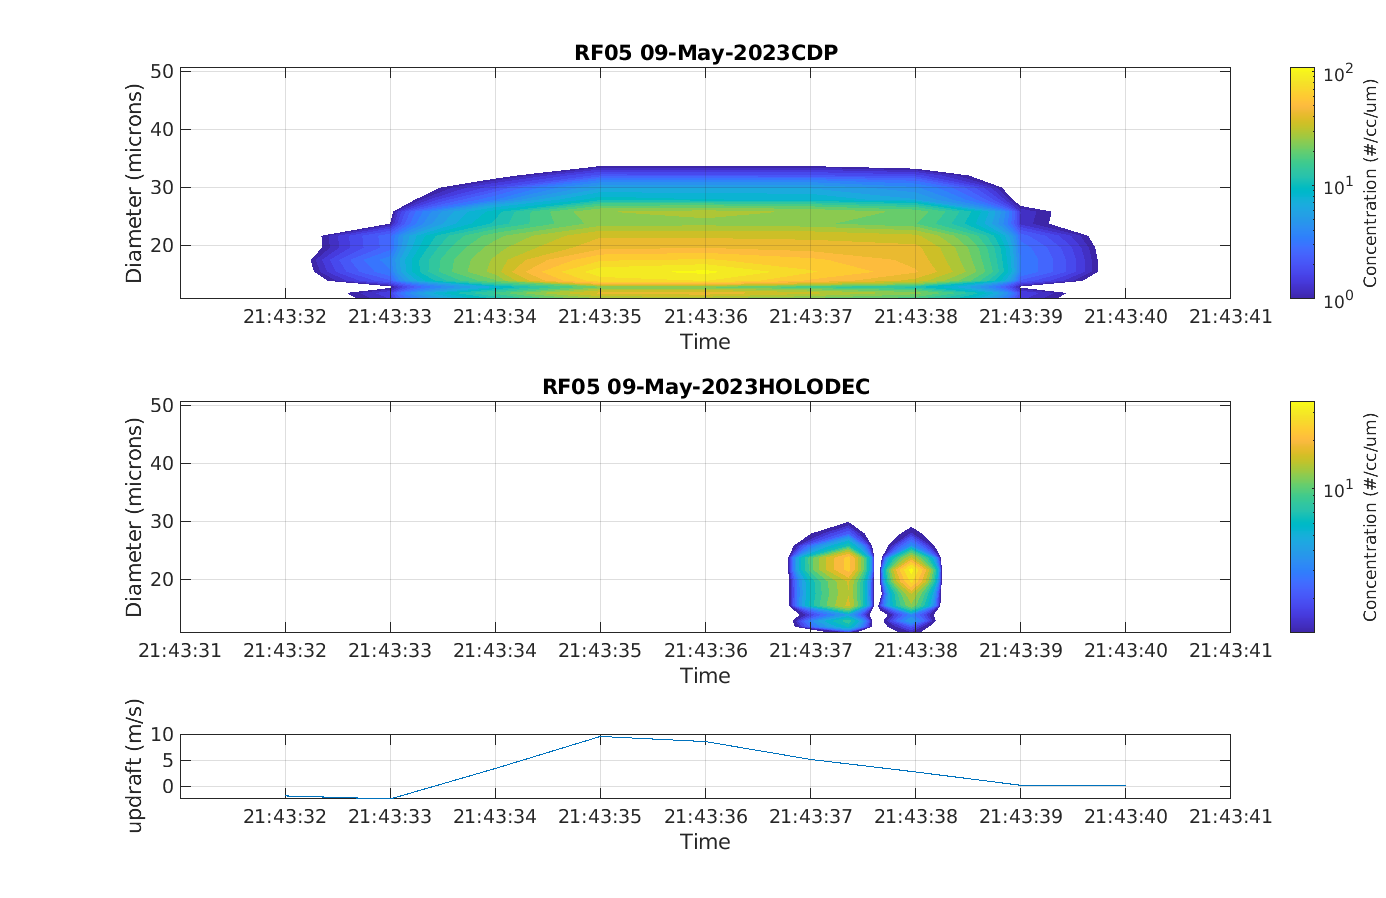 RF05 09-May-2023CDP
50
40
30
20
Diameter (microns)
21:43:32 21:43:33 21:43:34 21:43:35 21:43:36 21:43:37 21:43:38 21:43:39 21:43:40 21:43:41
Time
10^2
10^1
10^0
Concentration (#/cc/um)
RF05 09-May-2023HOLODEC
50
40
30
20
Diameter (microns)
21:43:31 21:43:32 21:43:33 21:43:34 21:43:35 21:43:36 21:43:37 21:43:38 21:43:39 21:43:40 21:43:41
Time
10^1
Concentration (#/cc/um)
10
5
0
updraft (m/s)
21:43:32 21:43:33 21:43:34 21:43:35 21:43:36 21:43:37 21:43:38 21:43:39 21:43:40 21:43:41
Time